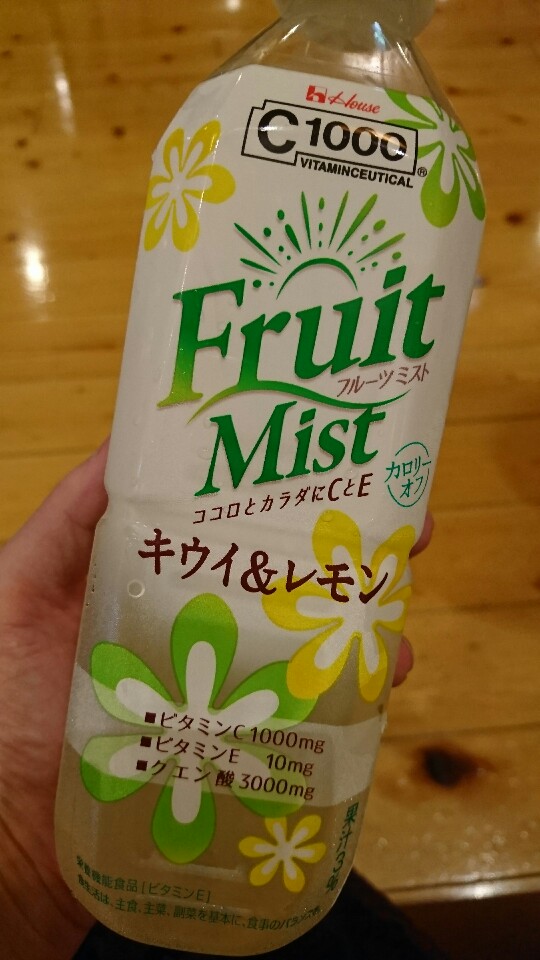 House
C1000
VITAMINCEUTICAL®
Fruit
フルーツ ミスト
Mist
カロリー
オフ
ココロとカラダにCとE
キウイ&レモン
■ビタミンC 1000mg
■ビタミンE 10mg
■クエン酸 3000mg
果汁3%
栄養機能食品[ビタミンE]
食生活は、主食、主菜、副菜を基本に、食事のバランスを